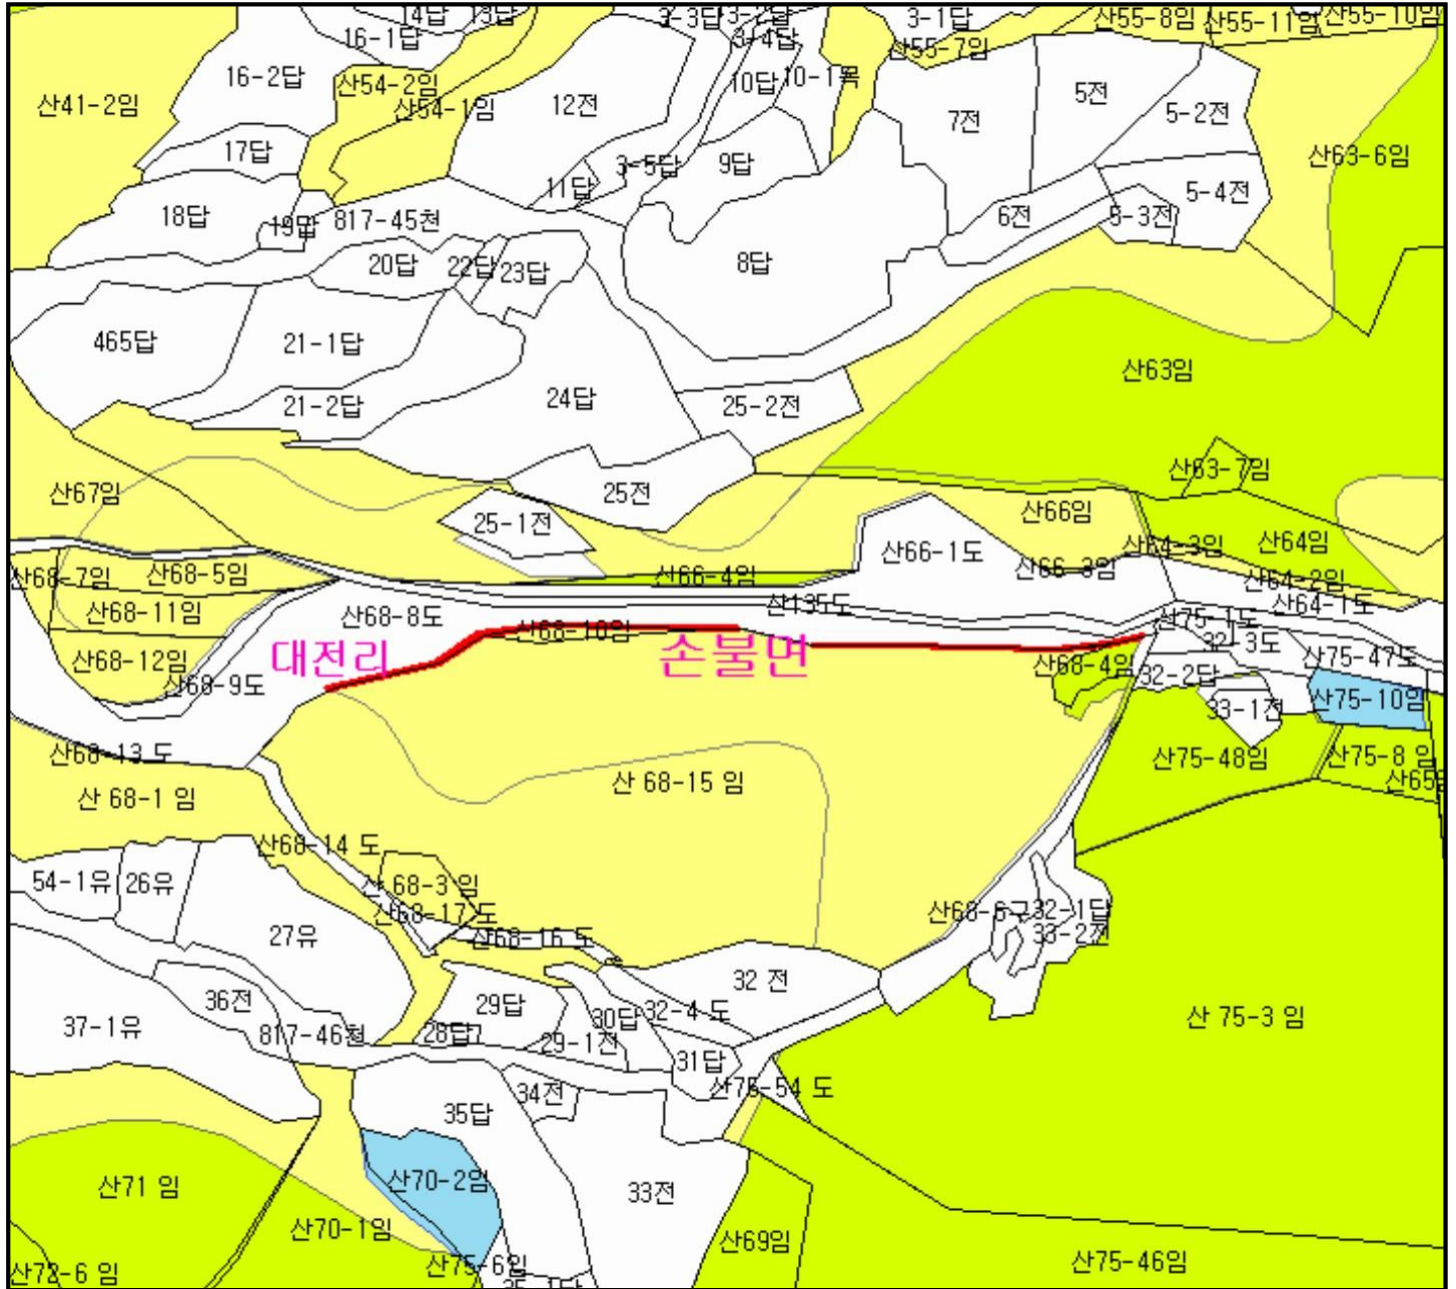 14답
13답
3-3답
3-2답
3-1답
산55-8임
산55-11임
산55-10임
16-1답
3-4답
산55-7임
16-2답
산54-2임
10답
10-1목
산41-2임
산54-1임
12전
7전
5전
5-2전
17답
3-5답
9답
산63-6임
11답
5-4전
18답
19답
817-45천
6전
5-3전
20답
22답
23답
8답
465답
21-1답
산63임
21-2답
24답
25-2전
산63-7임
산67임
25전
산66임
25-1전
산66-1도
산64-3임
산64임
산68-7임
산68-5임
산66-4임
산66-3임
산64-2임
산68-11임
산68-8도
산135도
산64-1도
산75-1도
산68-10임
32-3도
산68-12임
대전리
손불면
산75-47도
산68-9도
산68-4임
32-2답
산75-10임
33-1전
산68-13 도
산 68-15 임
산75-48임
산75-8 임
산 68-1 임
산65임
산68-14 도
54-1유
26유
산 68-3 임
산68-17 도
산68-6구
32-1답
27유
산68-16 도
33-2전
36전
32 전
29답
32-4 도
37-1유
817-46천
28답
30답
29-1전
산 75-3 임
31답
34전
산75-54 도
35답
산71 임
산70-2임
33전
산70-1임
산69임
산72-6 임
산75-6임
산75-46임